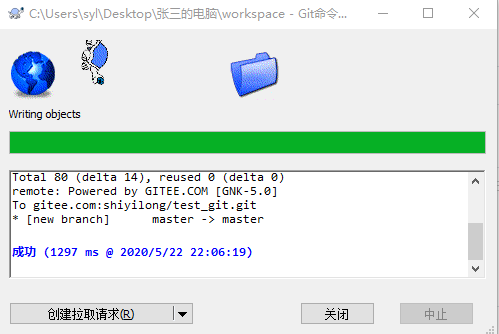 C:\Users\syl\Desktop\张三的电脑\workspace - Git命令...
Writing objects
Total 80 (delta 14), reused 0 (delta 0)
remote: Powered by GITEE.COM [GNK-5.0]
To gitee.com:shiyilong/test_git.git
* [new branch]      master -> master
成功 (1297 ms @ 2020/5/22 22:06:19)
创建拉取请求(R)
关闭
中止